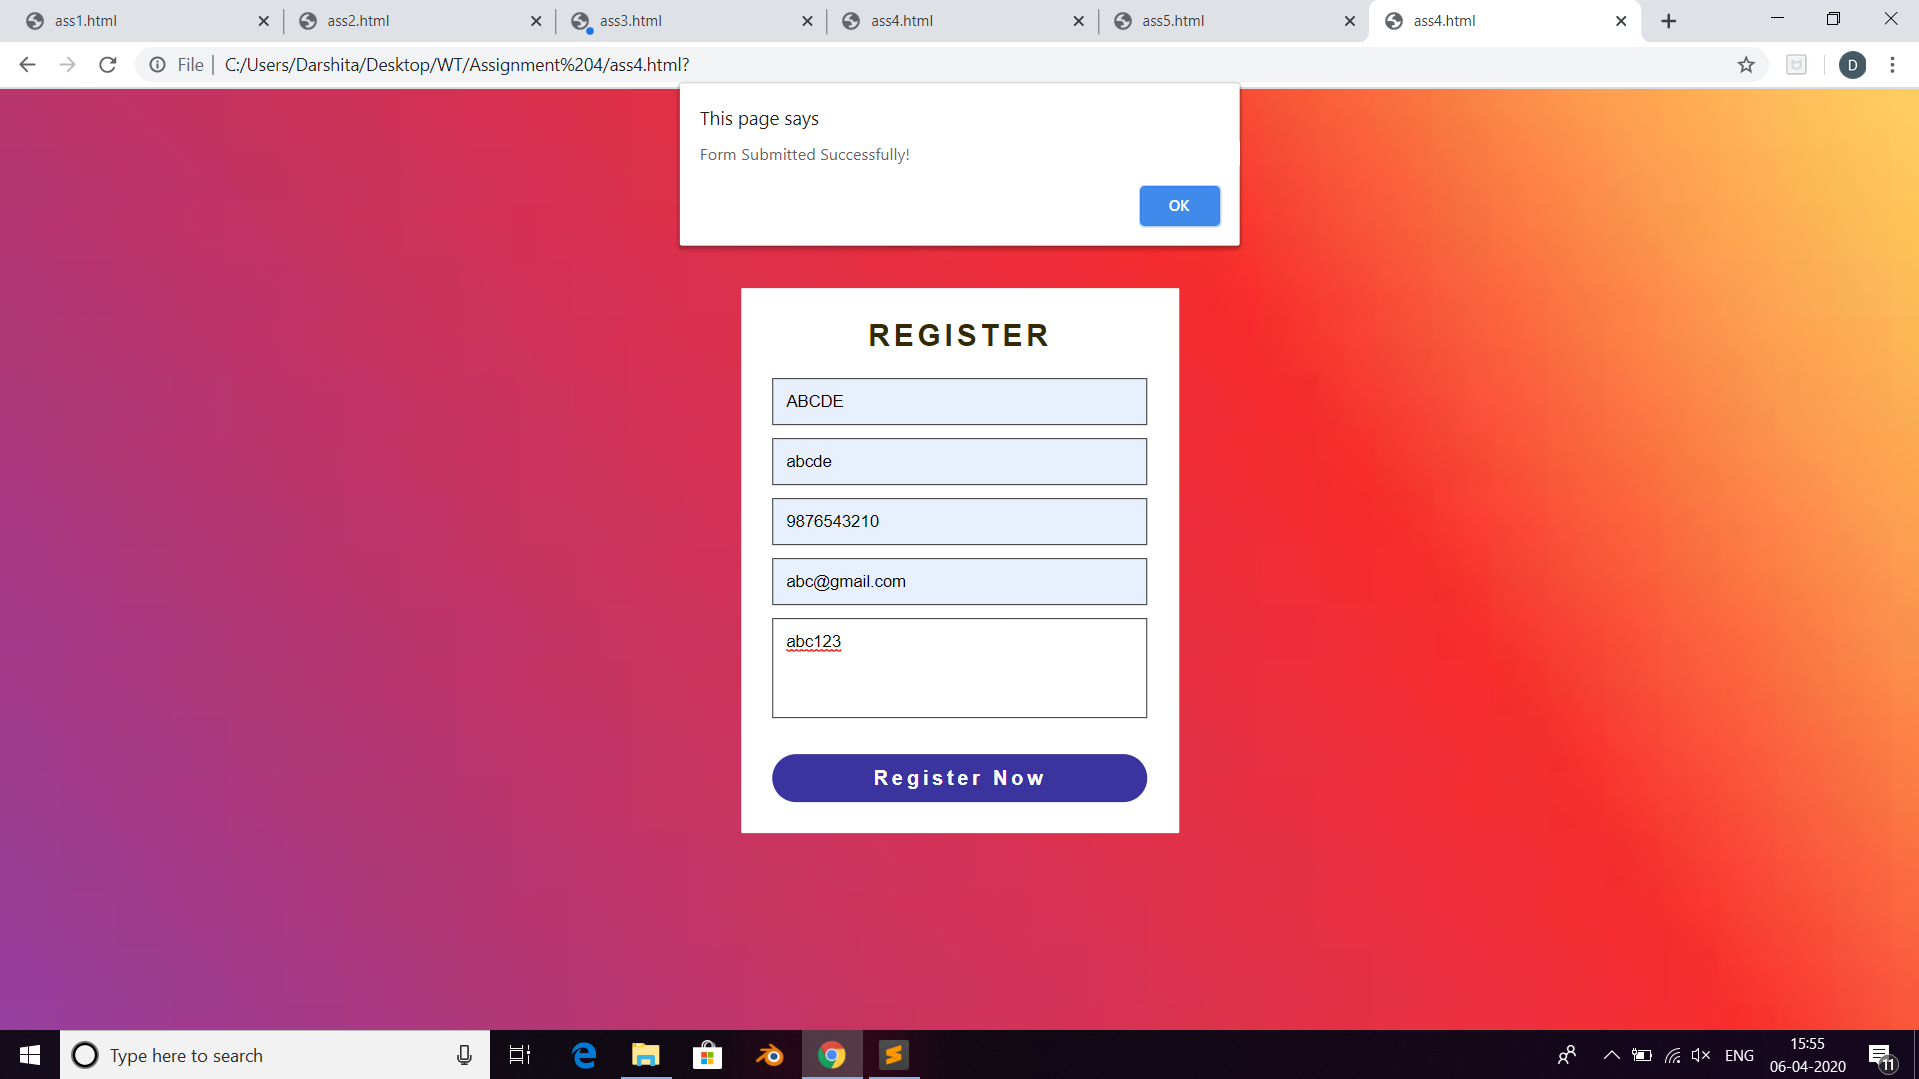 ass1.html
ass2.html
ass3.html
ass4.html
ass5.html
ass4.html
File C:/Users/Darshita/Desktop/WT/Assignment%204/ass4.html?
D
This page says
Form Submitted Successfully!
OK
REGISTER
ABCDE
abcde
9876543210
abc@gmail.com
abc123
Register Now
Type here to search
ENG
15:55
06-04-2020
11